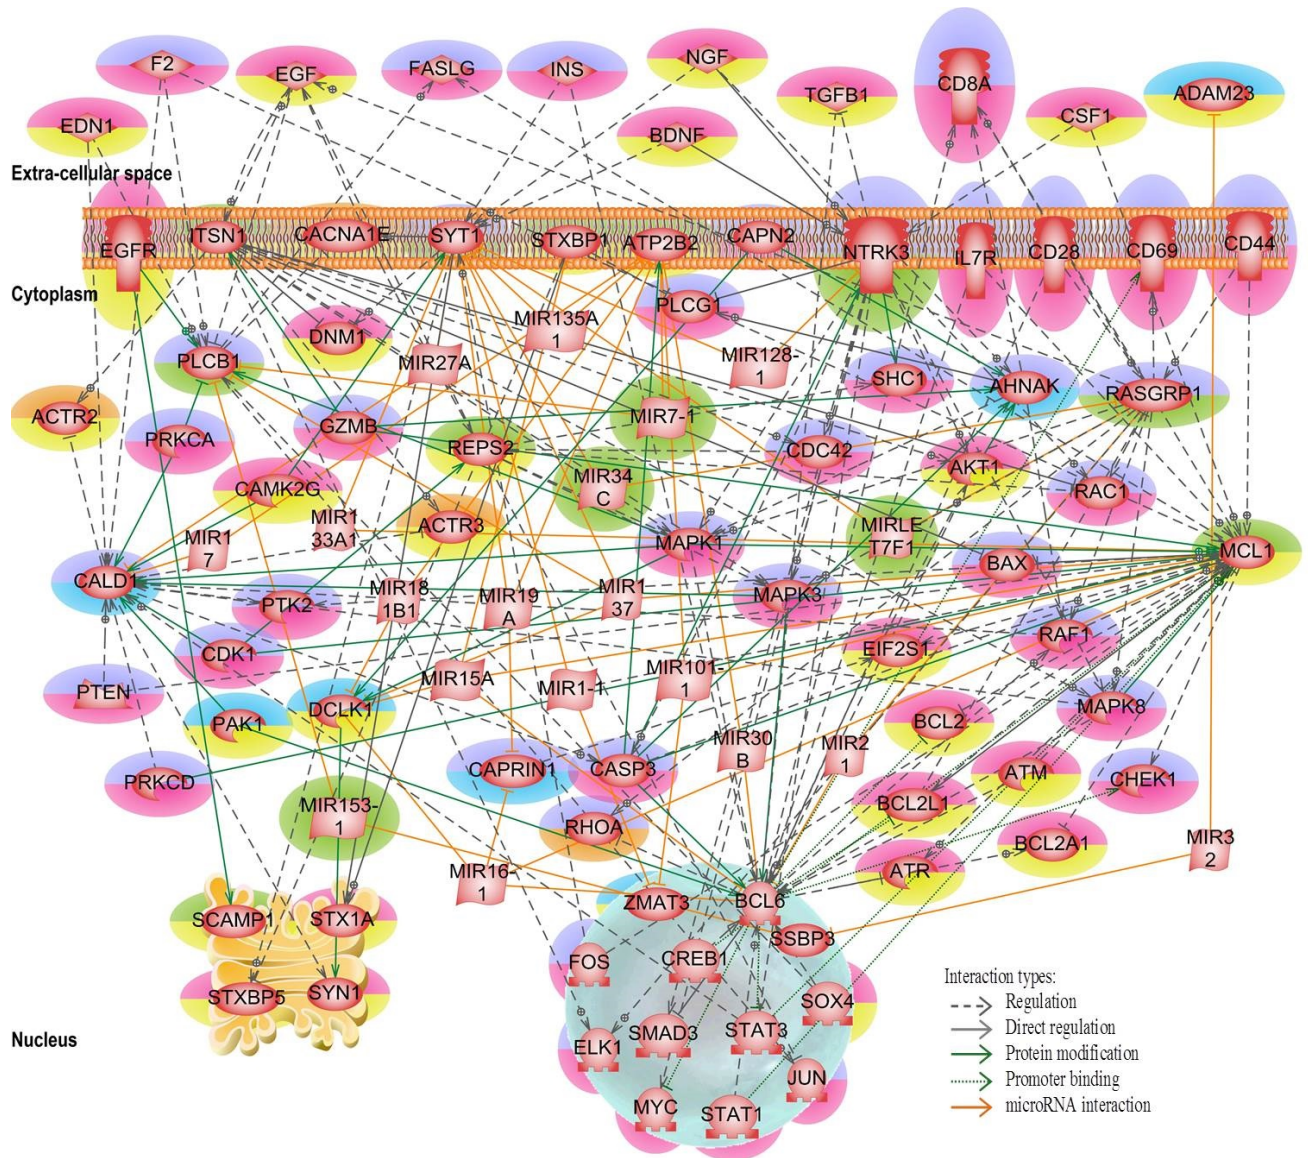 F2
EGF
FASLG
INS
NGF
TGFB1
CD8A
CSF1
ADAM23
EDN1
BDNF
Extra-cellular space
EGFR
ITSN1
CACNA1E
SYT1
STXBP1
ATP2B2
CAPN2
NTRK3
IL7R
CD28
CD69
CD44
Cytoplasm
PLCB1
DNM1
MIR27A
MIR135A
1
PLCG1
MIR128-
1
SHC1
AHNAK
RASGRP1
ACTR2
PRKCA
GZMB
REPS2
MIR7-1
CDC42
AKT1
RAC1
CAMK2G
MIR34
C
MIR1
7
MIR1
33A1
ACTR3
MAPK1
MIRLE
T7F1
BAX
MCL1
CALD1
PTK2
MIR18
1B1
MIR19
A
MIR1
37
MAPK3
CDK1
EIF2S1
RAF1
PTEN
PAK1
DCLK1
MIR15A
MIR1-1
MIR101-
1
BCL2
MAPK8
PRKCD
CAPRIN1
CASP3
MIR30
B
MIR2
1
ATM
CHEK1
MIR153-
1
RHOA
BCL2L1
BCL2A1
MIR3
2
MIR16-
1
ATR
SCAMP1
STX1A
ZMAT3
BCL6
SSBP3
STXBP5
SYN1
FOS
CREB1
SOX4
Nucleus
ELK1
SMAD3
STAT3
JUN
MYC
STAT1
Interaction types:
Regulation
Direct regulation
Protein modification
Promoter binding
microRNA interaction